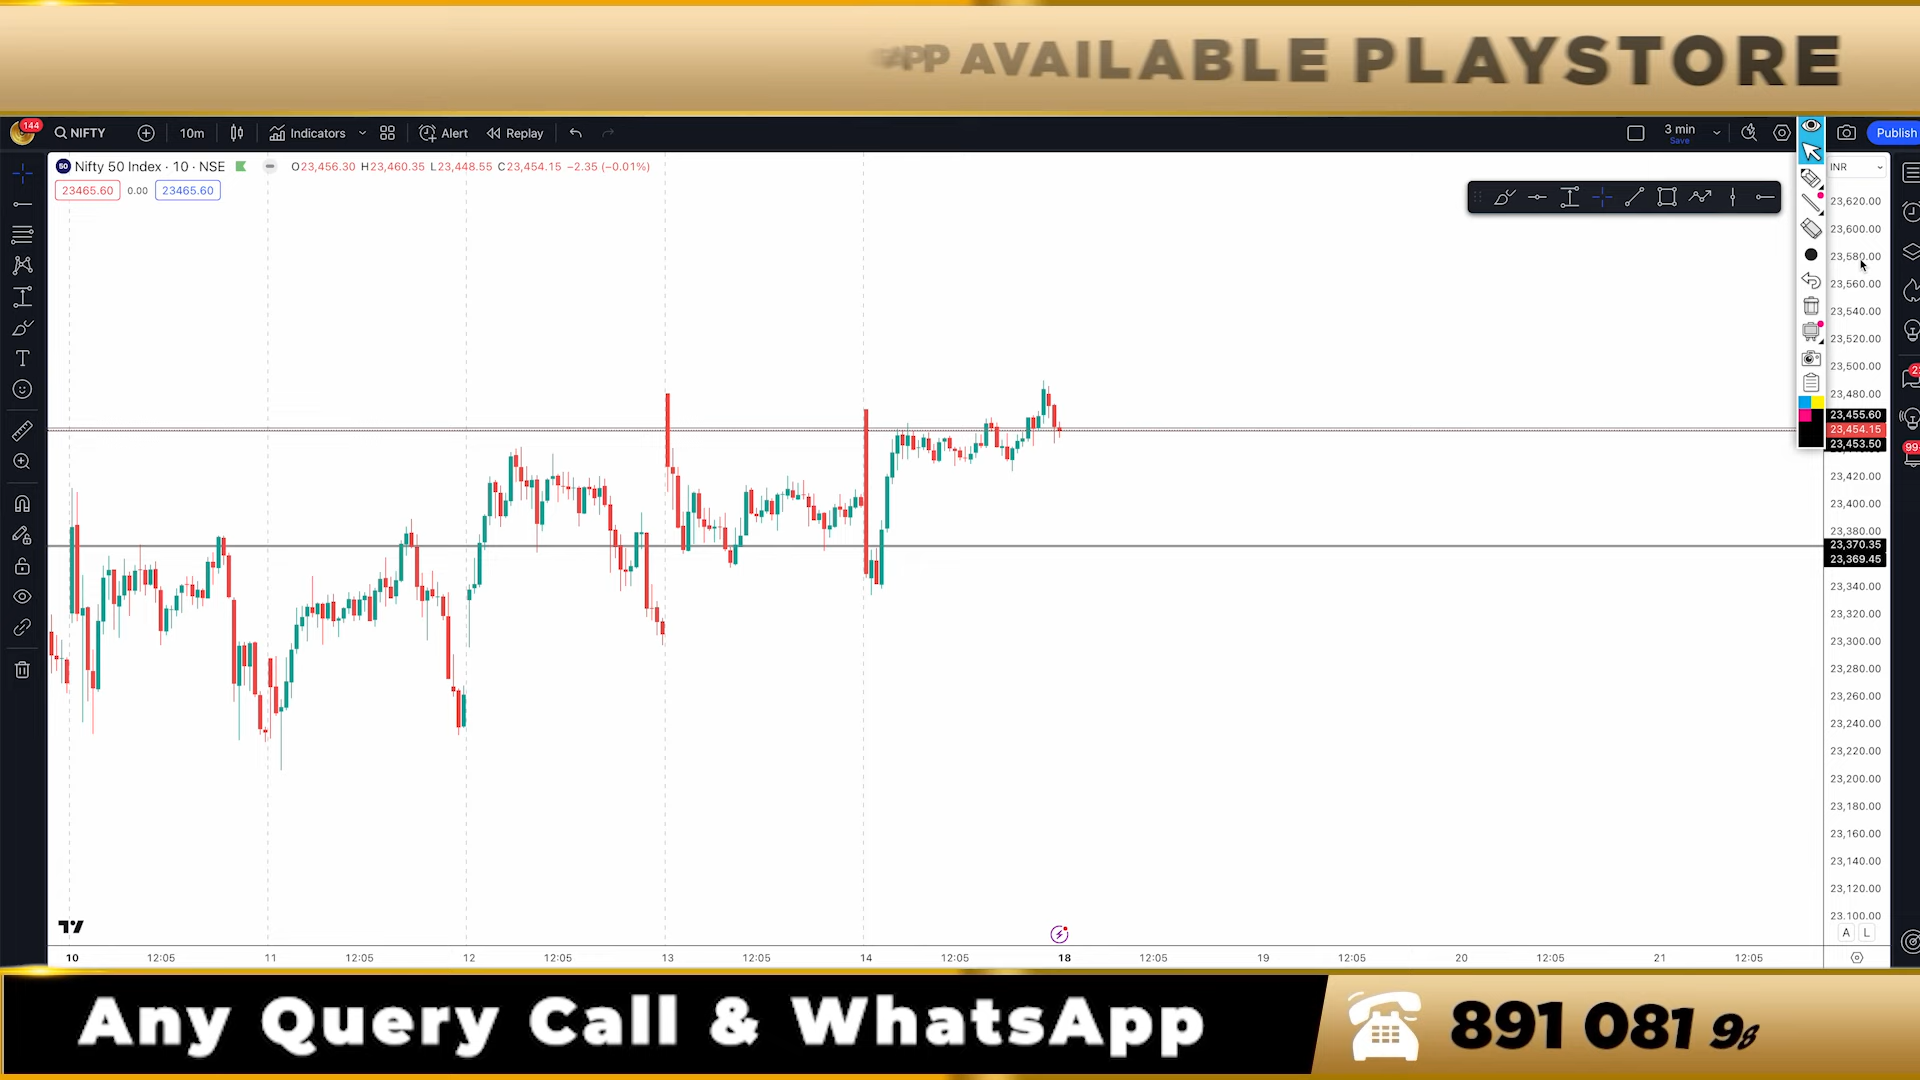 AVAILABLE PLAYSTORE
144
NIFTY
10m
Indicators
Alert
Replay
3 min
Save
Publish
50
Nifty 50 Index · 10 · NSE
O23,456.30 H23,460.35 L23,448.55 C23,454.15 −2.35 (−0.01%)
23465.60
0.00
23465.60
INR
23,620.00
23,600.00
23,580.00
23,560.00
23,540.00
23,520.00
23,500.00
23,480.00
23,455.60
23,454.15
23,453.50
23,420.00
23,400.00
23,380.00
23,370.35
23,369.45
23,340.00
23,320.00
23,300.00
23,280.00
23,260.00
23,240.00
23,220.00
23,200.00
23,180.00
23,160.00
23,140.00
23,120.00
23,100.00
A L
10 12:05 11 12:05 12 12:05 13 12:05 14 12:05 18 12:05 19 12:05 20 12:05 21 12:05
Any Query Call & WhatsApp
891 081 98